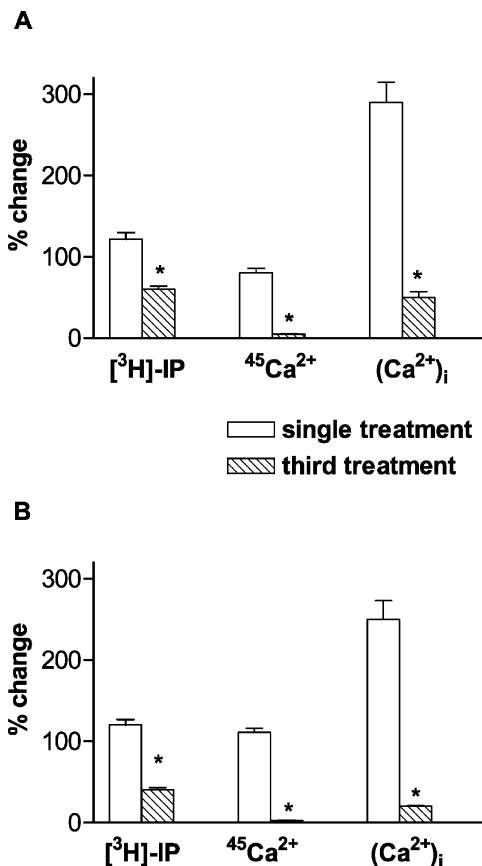 A
300
200
100
0
% change
*
*
*
[³H]-IP ⁴⁵Ca²⁺ (Ca²⁺)ᵢ
single treatment
third treatment
B
300
200
100
0
% change
*
*
*
[³H]-IP ⁴⁵Ca²⁺ (Ca²⁺)ᵢ